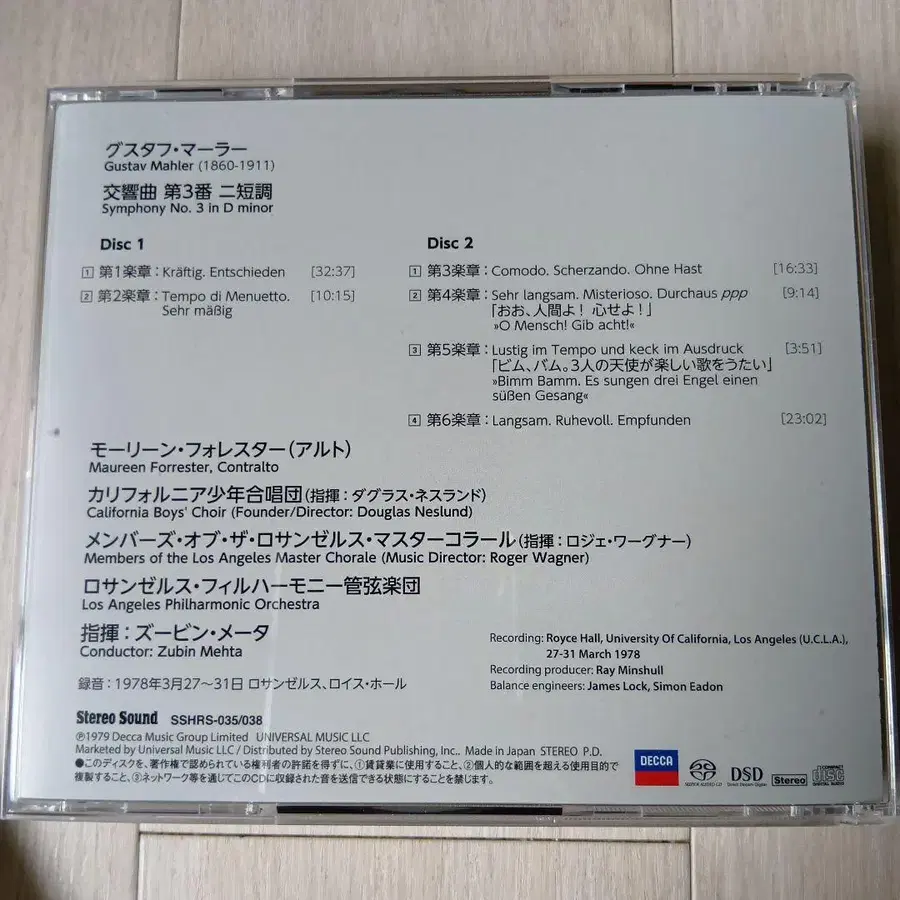 グスタフ・マーラー
Gustav Mahler (1860-1911)
交響曲 第3番 ニ短調
Symphony No. 3 in D minor
Disc 1
1 第1楽章：Kräftig. Entschieden [32:37]
2 第2楽章：Tempo di Menuetto. [10:15]
Sehr mäßig
Disc 2
1 第3楽章：Comodo. Scherzando. Ohne Hast [16:33]
2 第4楽章：Sehr langsam. Misterioso. Durchaus ppp [9:14]
「おお、人間よ！ 心せよ！」
»O Mensch! Gib acht!«
3 第5楽章：Lustig im Tempo und keck im Ausdruck [3:51]
「ビム、バム。3人の天使が楽しい歌をうたい」
»Bimm Bamm. Es sungen drei Engel einen
süßen Gesang«
4 第6楽章：Langsam. Ruhevoll. Empfunden [23:02]
モーリーン・フォレスター（アルト）
Maureen Forrester, Contralto
カリフォルニア少年合唱団（指揮：ダグラス・ネスランド）
California Boys' Choir (Founder/Director: Douglas Neslund)
メンバーズ・オブ・ザ・ロサンゼルス・マスターコラール（指揮：ロジェ・ワーグナー）
Members of the Los Angeles Master Chorale (Music Director: Roger Wagner)
ロサンゼルス・フィルハーモニー管弦楽団
Los Angeles Philharmonic Orchestra
指揮：ズービン・メータ
Conductor: Zubin Mehta
録音：1978年3月27～31日 ロサンゼルス、ロイス・ホール
Recording: Royce Hall, University Of California, Los Angeles (U.C.L.A.),
27-31 March 1978
Recording producer: Ray Minshull
Balance engineers: James Lock, Simon Eadon
Stereo Sound SSHRS-035/038
℗1979 Decca Music Group Limited UNIVERSAL MUSIC LLC
Marketed by Universal Music LLC / Distributed by Stereo Sound Publishing, Inc.. Made in Japan STEREO P.D.
●このディスクを、著作権で認められている権利者の許諾を得ずに、①賃貸業に使用すること、②個人的な範囲を超える使用目的で
複製すること、③ネットワーク等を通じてこのCDに収録された音を送信できる状態にすることを禁じます。
DECCA
SUPER AUDIO CD
DSD
Direct Stream Digital
Stereo
COMPACT
disc
DIGITAL AUDIO